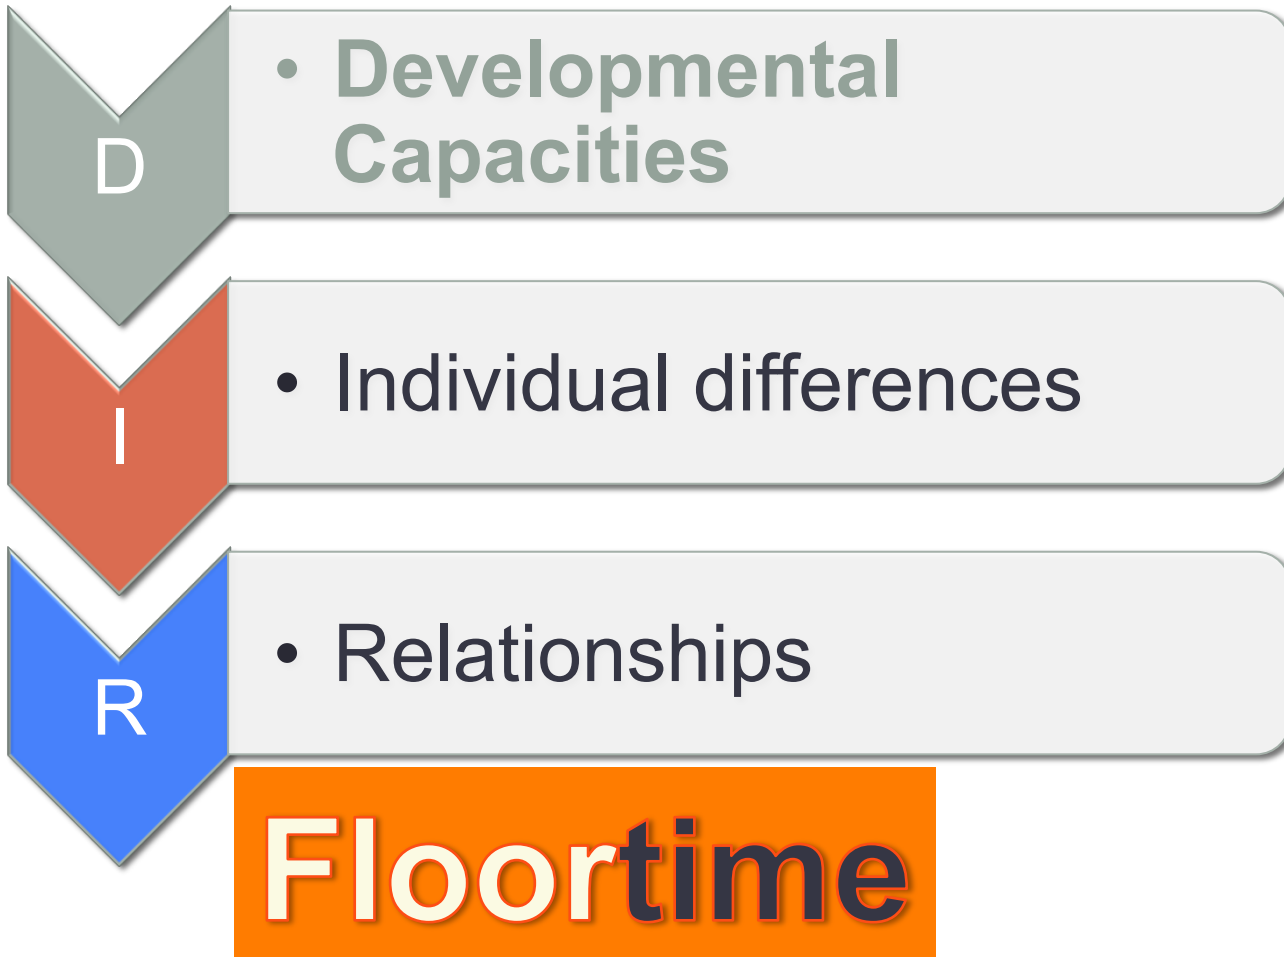 D
• Developmental
Capacities
I
• Individual differences
R
• Relationships
Floortime